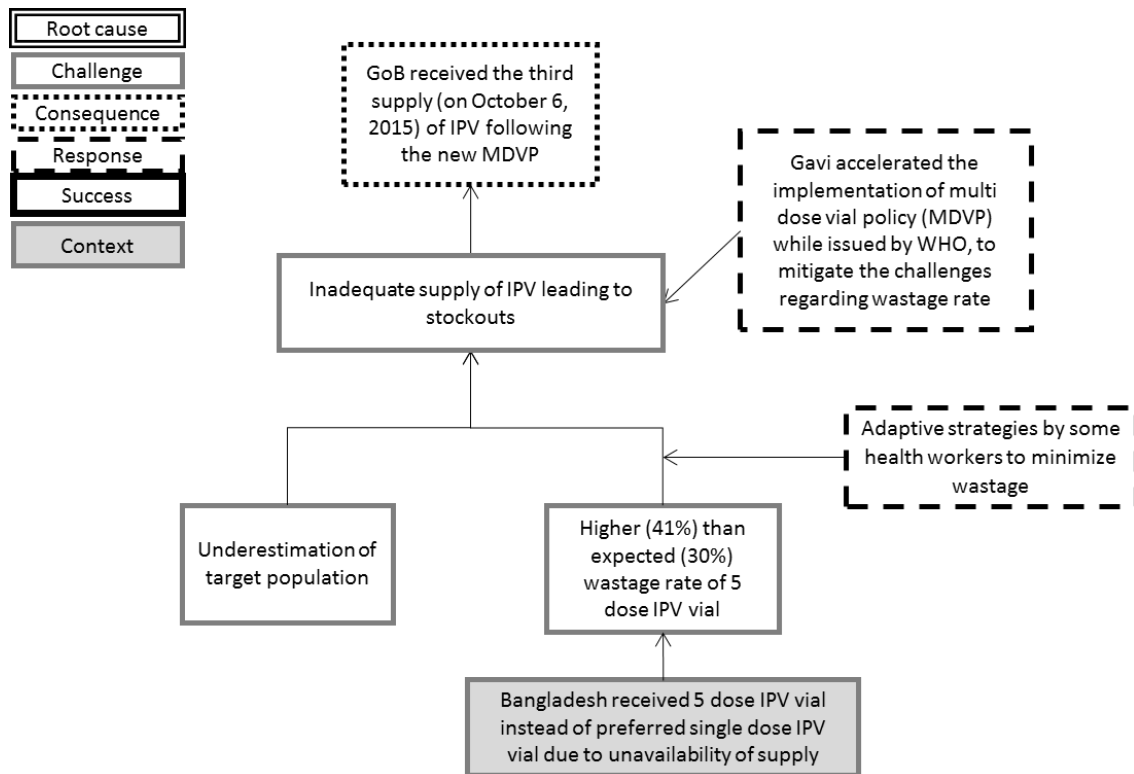 Root cause
Challenge
Consequence
Response
Success
Context
GoB received the third
supply (on October 6,
2015) of IPV following
the new MDVP
Gavi accelerated the
implementation of multi
dose vial policy (MDVP)
while issued by WHO, to
mitigate the challenges
regarding wastage rate
Inadequate supply of IPV leading to
stockouts
Adaptive strategies by some
health workers to minimize
wastage
Underestimation of
target population
Higher (41%) than
expected (30%)
wastage rate of 5
dose IPV vial
Bangladesh received 5 dose IPV vial
instead of preferred single dose IPV
vial due to unavailability of supply